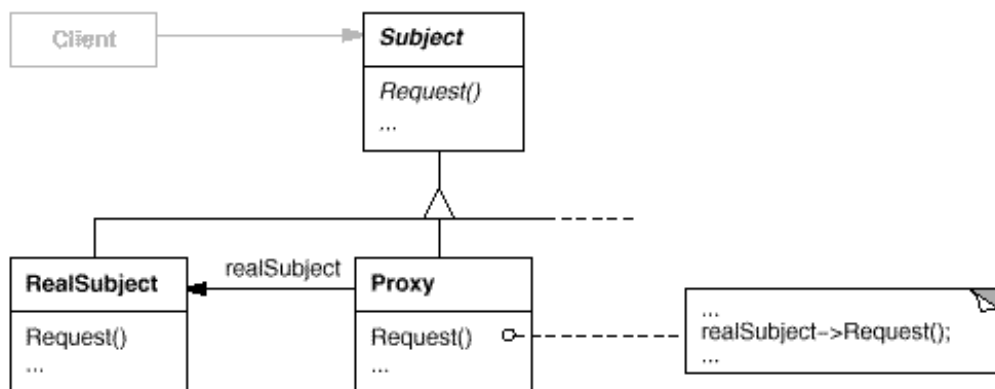 Client
Subject
Request()
...
RealSubject
Request()
...
realSubject
Proxy
Request()
...
...
realSubject−>Request();
...